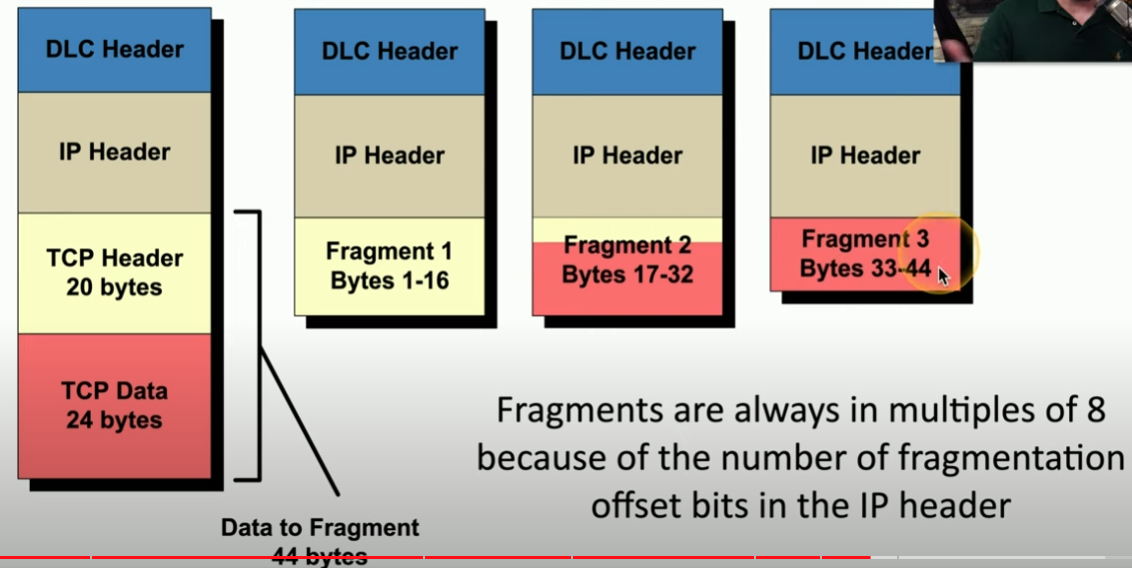 DLC Header
IP Header
TCP Header
20 bytes
TCP Data
24 bytes
Data to Fragment
44 bytes
DLC Header
IP Header
Fragment 1
Bytes 1-16
DLC Header
IP Header
Fragment 2
Bytes 17-32
DLC Header
IP Header
Fragment 3
Bytes 33-44
Fragments are always in multiples of 8
because of the number of fragmentation
offset bits in the IP header